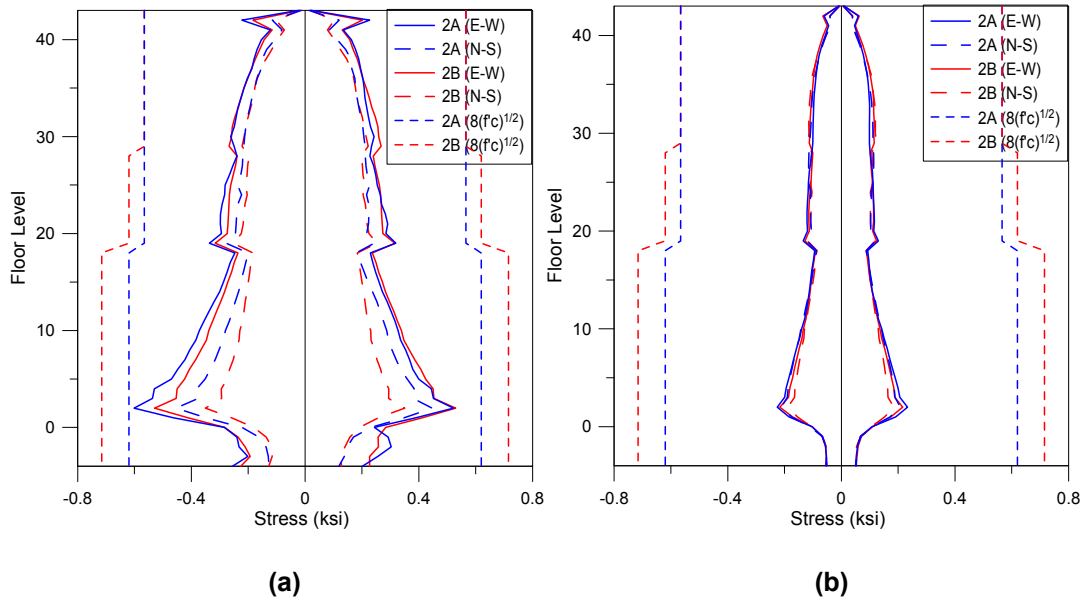 2A (E-W)
2A (N-S)
2B (E-W)
2B (N-S)
2A (8(f'c)^1/2)
2B (8(f'c)^1/2)
40
30
20
10
0
Floor Level
-0.8 -0.4 0 0.4 0.8
Stress (ksi)
(a)
2A (E-W)
2A (N-S)
2B (E-W)
2B (N-S)
2A (8(f'c)^1/2)
2B (8(f'c)^1/2)
40
30
20
10
0
Floor Level
-0.8 -0.4 0 0.4 0.8
Stress (ksi)
(b)